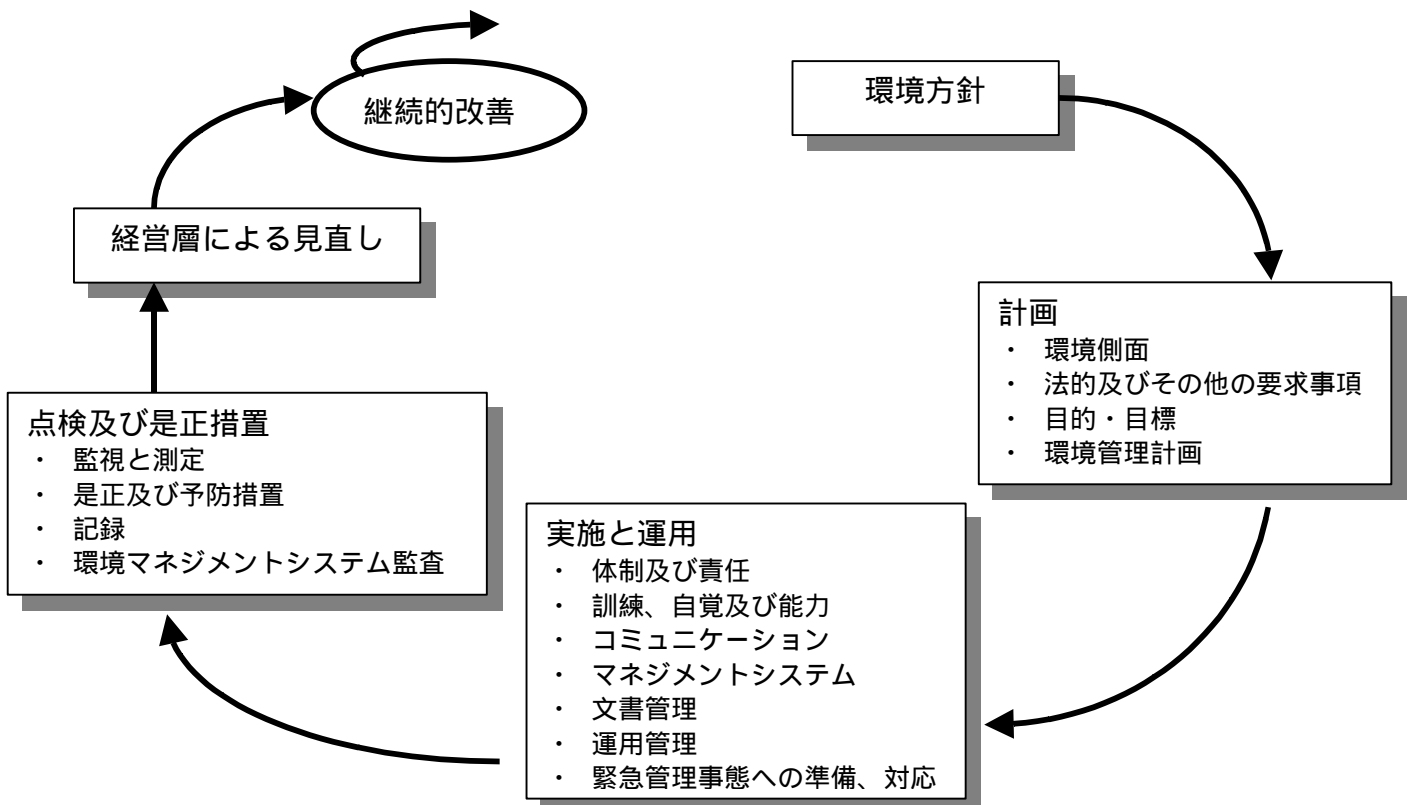 継続的改善
環境方針
経営層による見直し
計画
・ 環境側面
・ 法的及びその他の要求事項
・ 目的・目標
・ 環境管理計画
点検及び是正措置
・ 監視と測定
・ 是正及び予防措置
・ 記録
・ 環境マネジメントシステム監査
実施と運用
・ 体制及び責任
・ 訓練、自覚及び能力
・ コミュニケーション
・ マネジメントシステム
・ 文書管理
・ 運用管理
・ 緊急管理事態への準備、対応